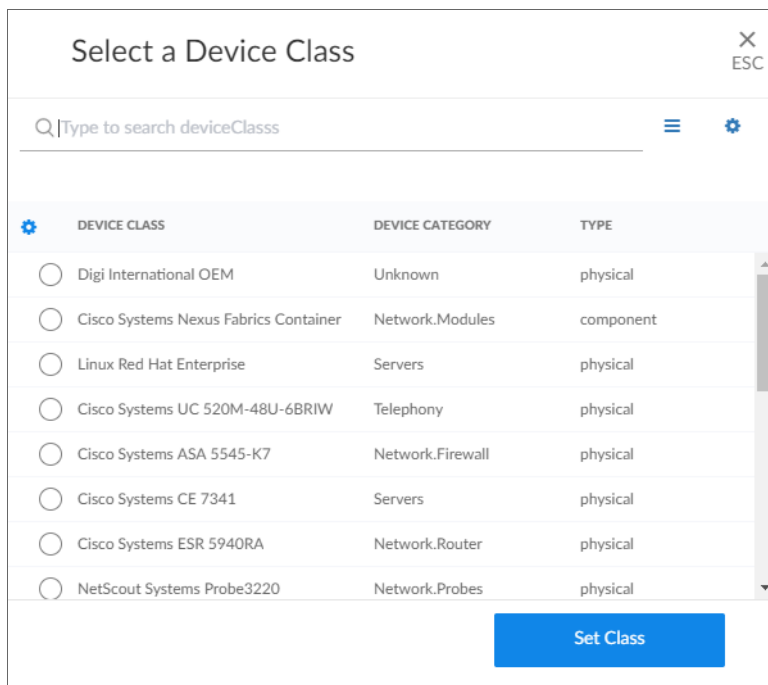 Select a Device Class
ESC
Type to search deviceClasss
DEVICE CLASS DEVICE CATEGORY TYPE
Digi International OEM Unknown physical
Cisco Systems Nexus Fabrics Container Network.Modules component
Linux Red Hat Enterprise Servers physical
Cisco Systems UC 520M-48U-6BRIW Telephony physical
Cisco Systems ASA 5545-K7 Network.Firewall physical
Cisco Systems CE 7341 Servers physical
Cisco Systems ESR 5940RA Network.Router physical
NetScout Systems Probe3220 Network.Probes physical
Set Class